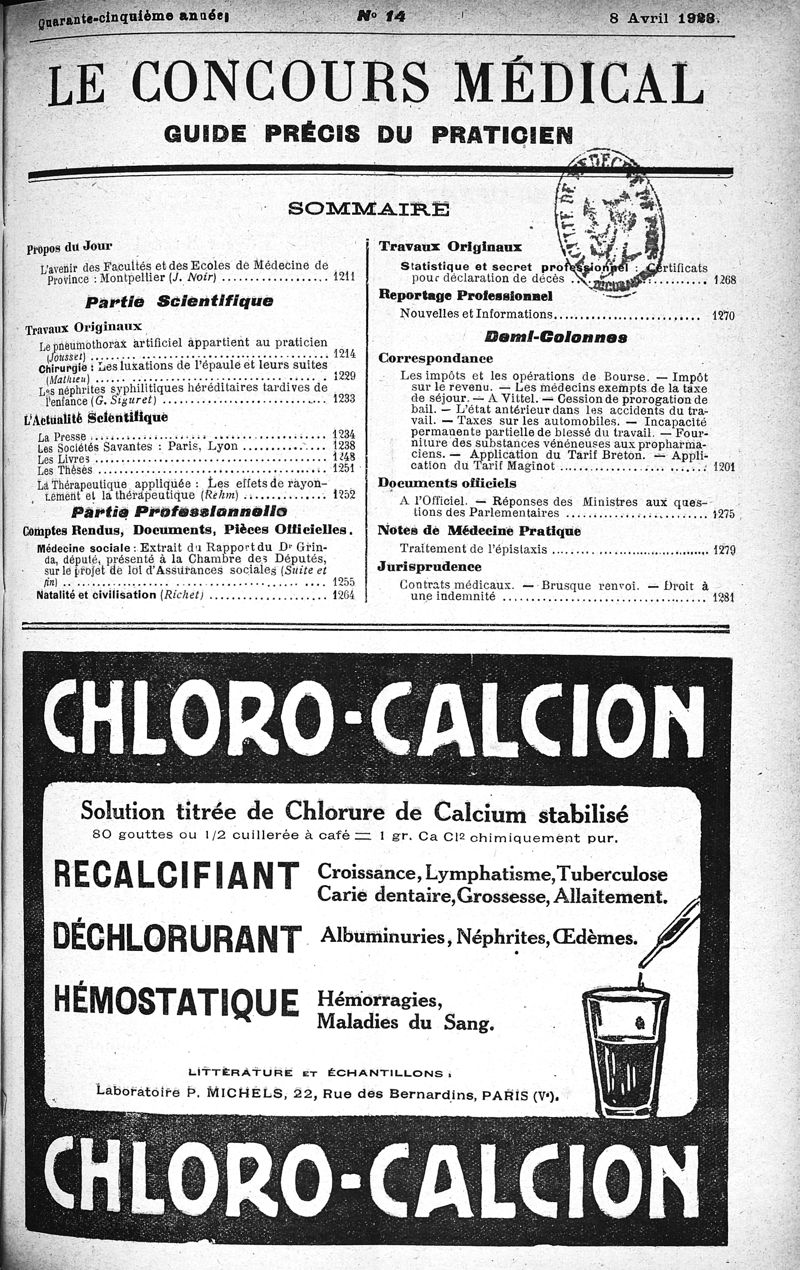 Quarante-cinquième année
No 14
8 Avril 1923.
LE CONCOURS MÉDICAL
GUIDE PRÉCIS DU PRATICIEN
SOMMAIRE
Propos du Jour
L'avenir des Facultés et des Ecoles de Médecine de
Province : Montpellier (J. Noir) .................. 1211
Partie Scientifique
Travaux Originaux
Le pneumothorax artificiel appartient au praticien
(Jousset) .................. 1214
Chirurgie : Les luxations de l'épaule et leurs suites
(Mathieu) .................. 1229
Les néphrites syphilitiques héréditaires tardives de
l'enfance (G. Siguret) .................. 1233
L'Actualité Scientifique
La Presse .................. 1234
Les Sociétés Savantes : Paris, Lyon .................. 1238
Les Livres .................. 1248
Les Thèses .................. 1251
La Thérapeutique appliquée : Les effets de rayon-
nement et la thérapeutique (Rehm) .................. 1252
Partie Professionnelle
Comptes Rendus, Documents, Pièces Officielles.
Médecine sociale : Extrait du Rapport du Dr Grin-
da, député, présenté à la Chambre des Députés,
sur le projet de loi d'Assurances sociales (Suite et
fin) .................. 1255
Natalité et civilisation (Richet) .................. 1264
Travaux Originaux
Statistique et secret professionnel : Certificats
pour déclaration de décès .................. 1268
Reportage Professionnel
Nouvelles et Informations .................. 1270
Demi-Colonnes
Correspondance
Les impôts et les opérations de Bourse. — Impôt
sur le revenu. — Les médecins exempts de la taxe
de séjour. — A Vittel. — Cession de prorogation de
bail. — L'état antérieur dans les accidents du tra-
vail. — Taxes sur les automobiles. — Incapacité
permanente partielle de blessé du travail. — Four-
niture des substances vénéneuses aux propharma-
ciens. — Application du Tarif Breton. — Appli-
cation du Tarif Maginot .................. 1201
Documents officiels
A l'Officiel. — Réponses des Ministres aux ques-
tions des Parlementaires .................. 1275
Notes de Médecine Pratique
Traitement de l'épistaxis .................. 1279
Jurisprudence
Contrats médicaux. — Brusque renvoi. — Droit à
une indemnité .................. 1281
CHLORO-CALCION
Solution titrée de Chlorure de Calcium stabilisé
80 gouttes ou 1/2 cuillerée à café = 1 gr. Ca Cl² chimiquement pur.
RECALCIFIANT
Croissance, Lymphatisme, Tuberculose
Carie dentaire, Grossesse, Allaitement.
DÉCHLORURANT
Albuminuries, Néphrites, Œdèmes.
HÉMOSTATIQUE
Hémorragies,
Maladies du Sang.
LITTÉRATURE ET ÉCHANTILLONS :
Laboratoire P. MICHELS, 22, Rue des Bernardins, PARIS (Ve).
CHLORO-CALCION